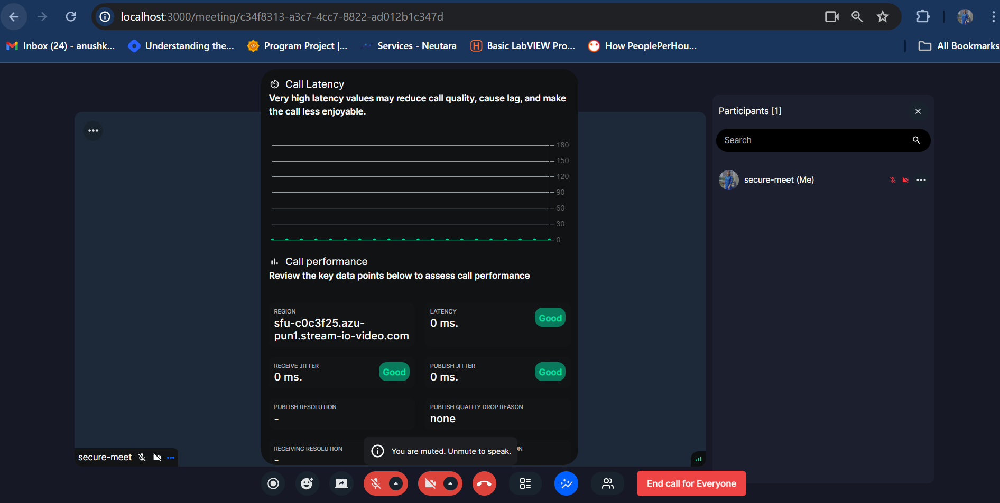 localhost:3000/meeting/c34f8313-a3c7-4cc7-8822-ad012b1c347d
Inbox (24) - anushk...
Understanding the...
Program Project |...
Services - Neutara
H
Basic LabVIEW Pro...
How PeoplePerHou...
All Bookmarks
Call Latency
Very high latency values may reduce call quality, cause lag, and make
the call less enjoyable.
180
150
120
90
60
30
0
Call performance
Review the key data points below to assess call performance
REGION
sfu-c0c3f25.azu-
pun1.stream-io-video.com
LATENCY
0 ms.
Good
RECEIVE JITTER
0 ms.
Good
PUBLISH JITTER
0 ms.
Good
PUBLISH RESOLUTION
-
PUBLISH QUALITY DROP REASON
none
RECEIVING RESOLUTION
-
You are muted. Unmute to speak.
secure-meet
Participants [1]
Search
secure-meet (Me)
End call for Everyone